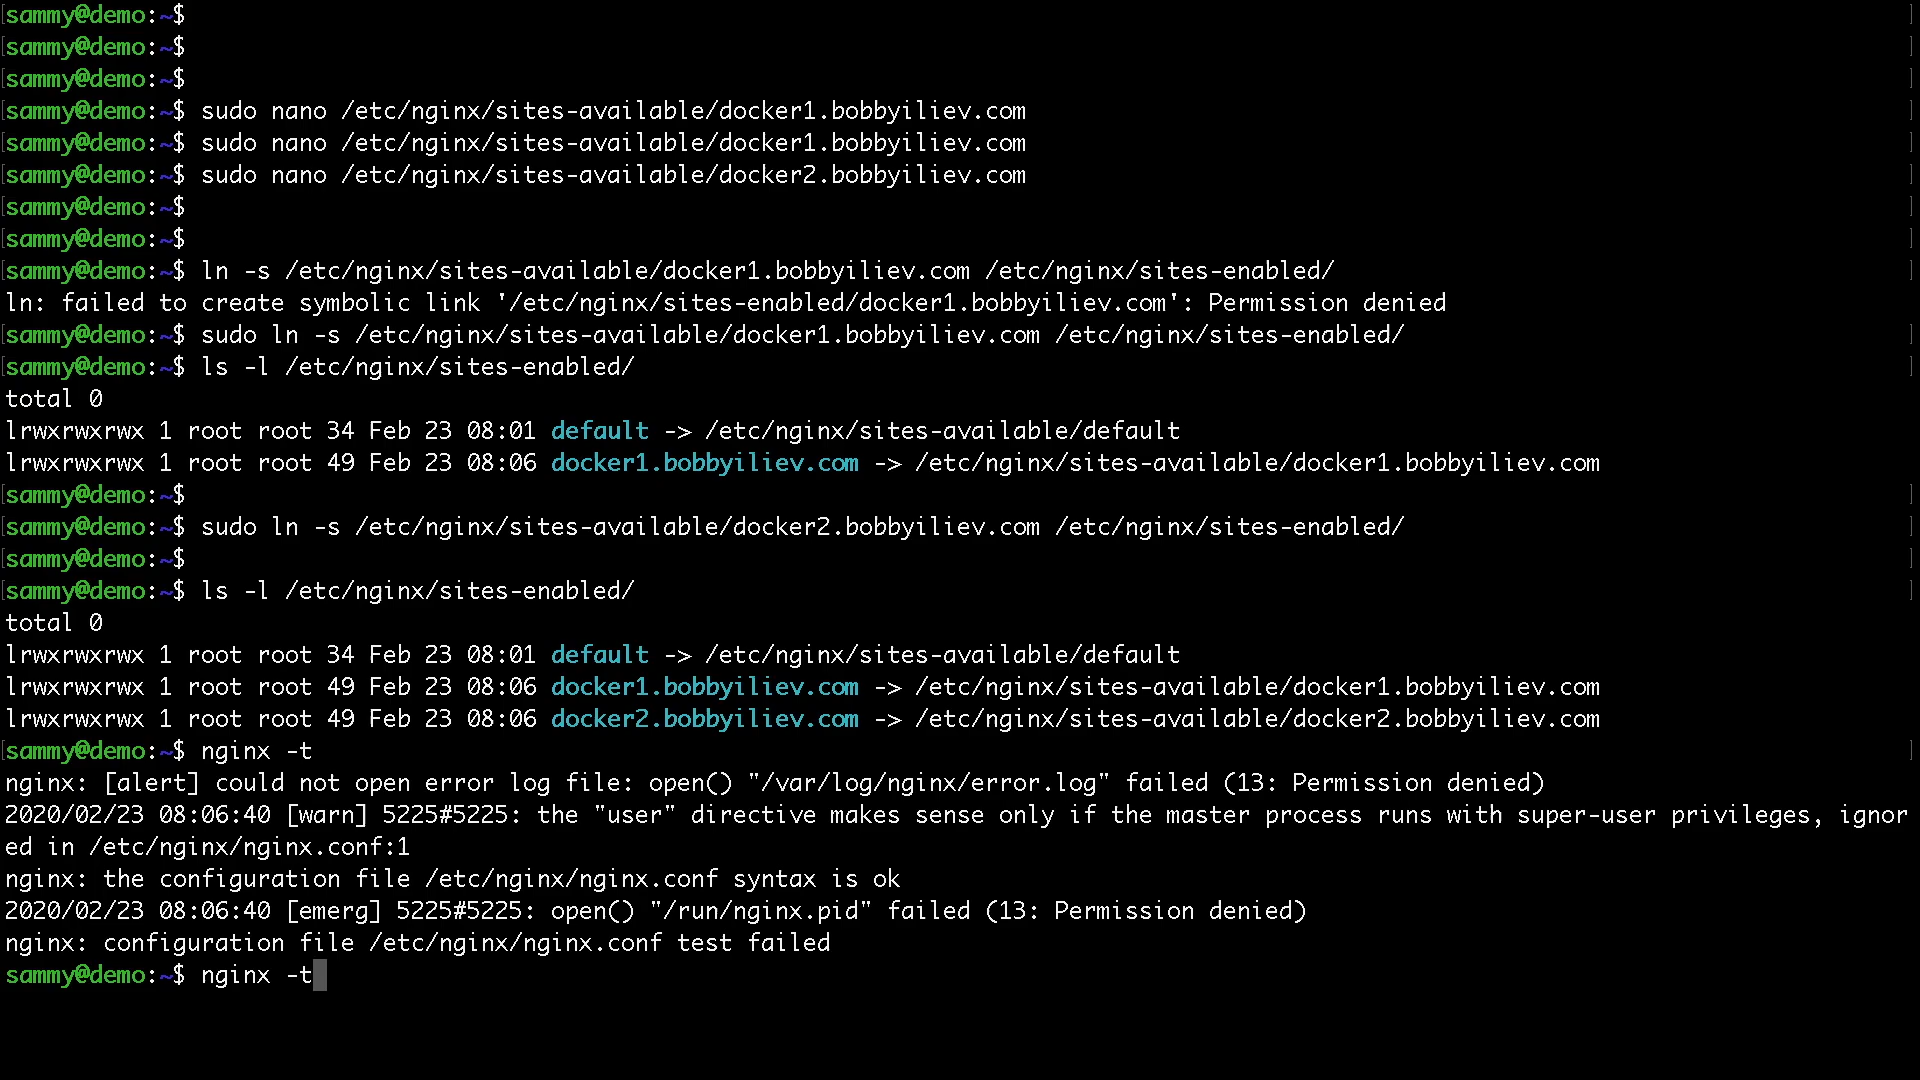 sammy@demo:~$
sammy@demo:~$
sammy@demo:~$
sammy@demo:~$ sudo nano /etc/nginx/sites-available/docker1.bobbyiliev.com
sammy@demo:~$ sudo nano /etc/nginx/sites-available/docker1.bobbyiliev.com
sammy@demo:~$ sudo nano /etc/nginx/sites-available/docker2.bobbyiliev.com
sammy@demo:~$
sammy@demo:~$
sammy@demo:~$ ln -s /etc/nginx/sites-available/docker1.bobbyiliev.com /etc/nginx/sites-enabled/
ln: failed to create symbolic link '/etc/nginx/sites-enabled/docker1.bobbyiliev.com': Permission denied
sammy@demo:~$ sudo ln -s /etc/nginx/sites-available/docker1.bobbyiliev.com /etc/nginx/sites-enabled/
sammy@demo:~$ ls -l /etc/nginx/sites-enabled/
total 0
lrwxrwxrwx 1 root root 34 Feb 23 08:01 default -> /etc/nginx/sites-available/default
lrwxrwxrwx 1 root root 49 Feb 23 08:06 docker1.bobbyiliev.com -> /etc/nginx/sites-available/docker1.bobbyiliev.com
sammy@demo:~$
sammy@demo:~$ sudo ln -s /etc/nginx/sites-available/docker2.bobbyiliev.com /etc/nginx/sites-enabled/
sammy@demo:~$
sammy@demo:~$ ls -l /etc/nginx/sites-enabled/
total 0
lrwxrwxrwx 1 root root 34 Feb 23 08:01 default -> /etc/nginx/sites-available/default
lrwxrwxrwx 1 root root 49 Feb 23 08:06 docker1.bobbyiliev.com -> /etc/nginx/sites-available/docker1.bobbyiliev.com
lrwxrwxrwx 1 root root 49 Feb 23 08:06 docker2.bobbyiliev.com -> /etc/nginx/sites-available/docker2.bobbyiliev.com
sammy@demo:~$ nginx -t
nginx: [alert] could not open error log file: open() "/var/log/nginx/error.log" failed (13: Permission denied)
2020/02/23 08:06:40 [warn] 5225#5225: the "user" directive makes sense only if the master process runs with super-user privileges, ignor
ed in /etc/nginx/nginx.conf:1
nginx: the configuration file /etc/nginx/nginx.conf syntax is ok
2020/02/23 08:06:40 [emerg] 5225#5225: open() "/run/nginx.pid" failed (13: Permission denied)
nginx: configuration file /etc/nginx/nginx.conf test failed
sammy@demo:~$ nginx -t